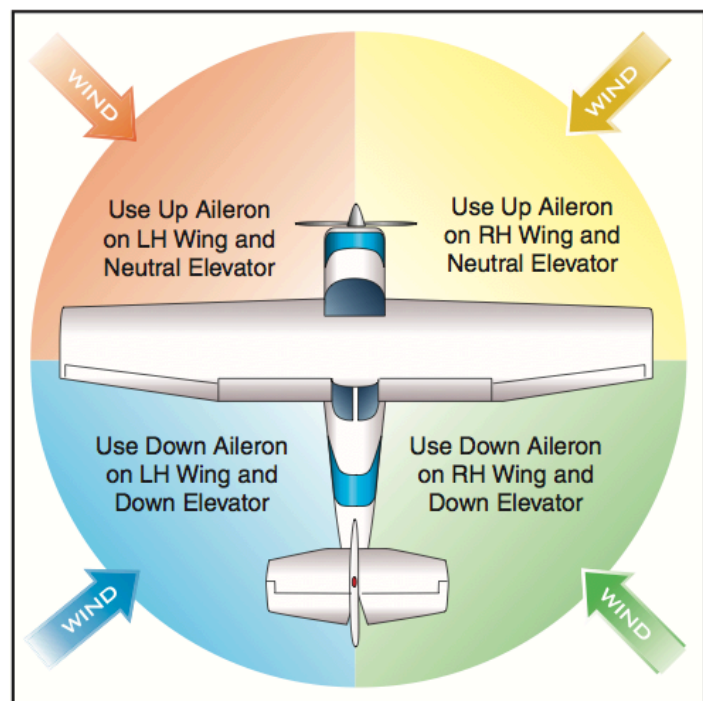 WIND
WIND
Use Up Aileron
on LH Wing and
Neutral Elevator
Use Up Aileron
on RH Wing and
Neutral Elevator
Use Down Aileron
on LH Wing and
Down Elevator
Use Down Aileron
on RH Wing and
Down Elevator
WIND
WIND